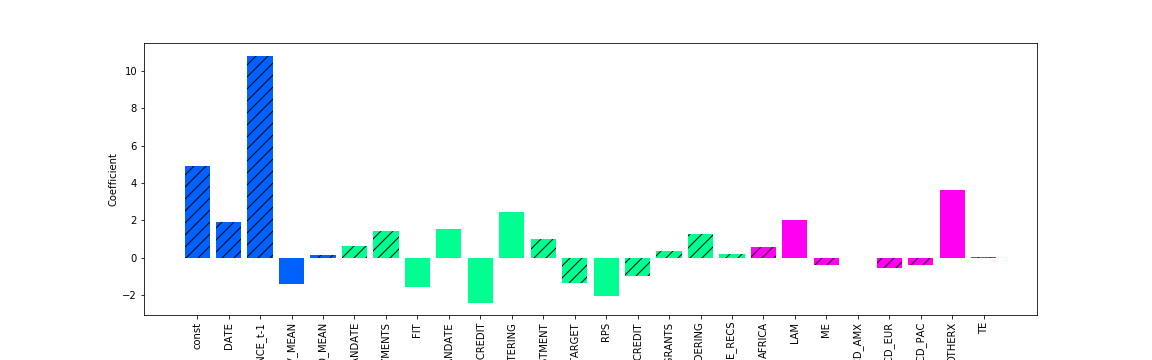 10
8
6
4
2
0
−2
Coefficient
const
DATE
NCE_t-1
_MEAN
_MEAN
ANDATE
MENTS
FIT
NDATE
CREDIT
TERING
TMENT
TARGET
RPS
CREDIT
GRANTS
DERING
E_RECS
AFRICA
LAM
ME
D_AMX
CD_EUR
CD_PAC
OTHERX
TE